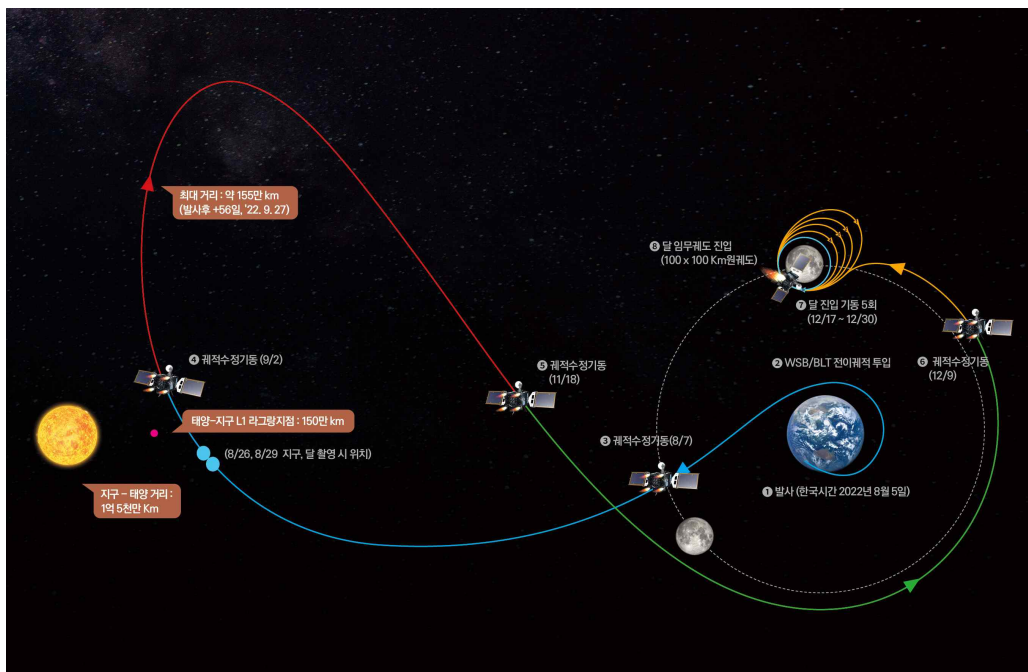 최대 거리 : 약 155만 km
(발사후 +56일, '22. 9. 27)
❽ 달 임무궤도 진입
(100 x 100 Km원궤도)
❼ 달 진입 기동 5회
(12/17 ~ 12/30)
❹ 궤적수정기동 (9/2)
❺ 궤적수정기동
(11/18)
❷ WSB/BLT 전이궤적 투입
❻ 궤적수정기동
(12/9)
태양-지구 L1 라그랑지점 : 150만 km
(8/26, 8/29 지구, 달 촬영 시 위치)
❸ 궤적수정기동(8/7)
지구 - 태양 거리 :
1억 5천만 Km
❶ 발사 (한국시간 2022년 8월 5일)